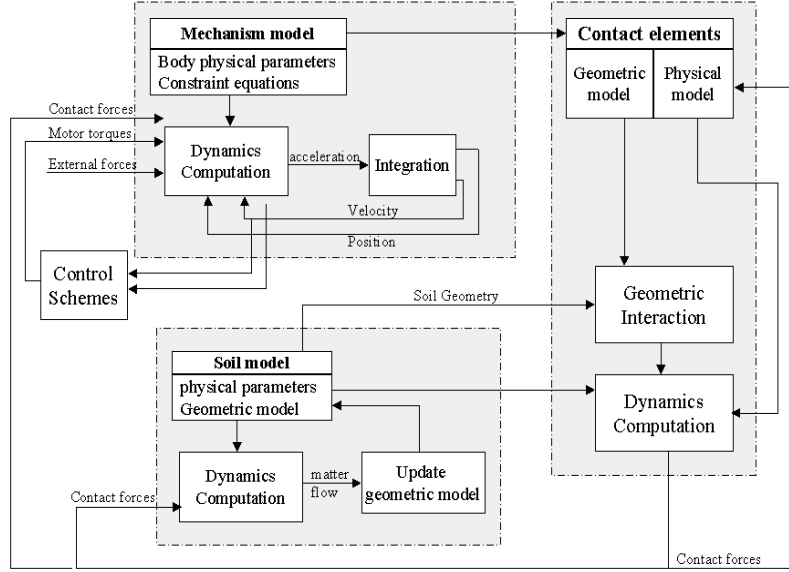 Mechanism model
Body physical parameters
Constraint equations
Contact elements
Geometric
model
Physical
model
Contact forces
Motor torques
External forces
Dynamics
Computation
acceleration
Integration
Velocity
Position
Control
Schemes
Soil Geometry
Geometric
Interaction
Soil model
physical parameters
Geometric model
Dynamics
Computation
Dynamics
Computation
matter
flow
Update
geometric model
Contact forces
Contact forces